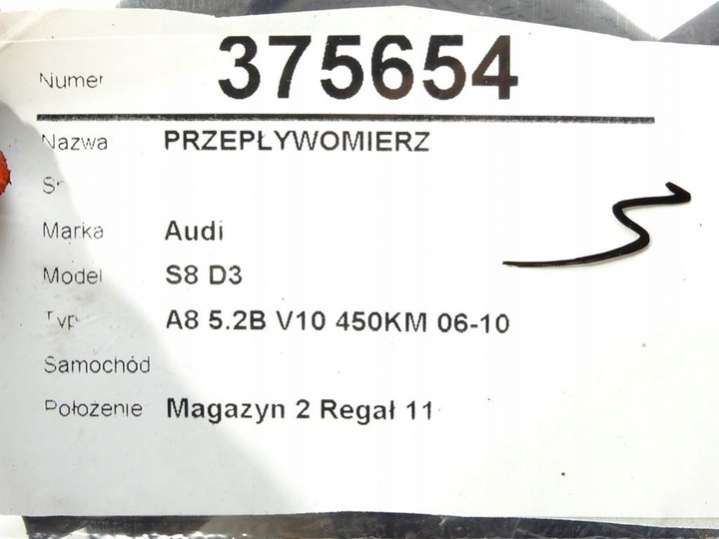 Numer 375654
Nazwa PRZEPŁYWOMIERZ
Marka Audi
Model S8 D3
Typ A8 5.2B V10 450KM 06-10
Samochód
Położenie Magazyn 2 Regał 11